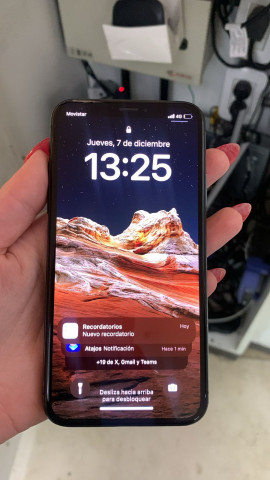 Movistar
4G
Jueves, 7 de diciembre
13:25
Recordatorios
Hoy
Nuevo recordatorio
Atajos Notificación
Hace 1 min
+19 de X, Gmail y Teams
Desliza hacia arriba
para desbloquear